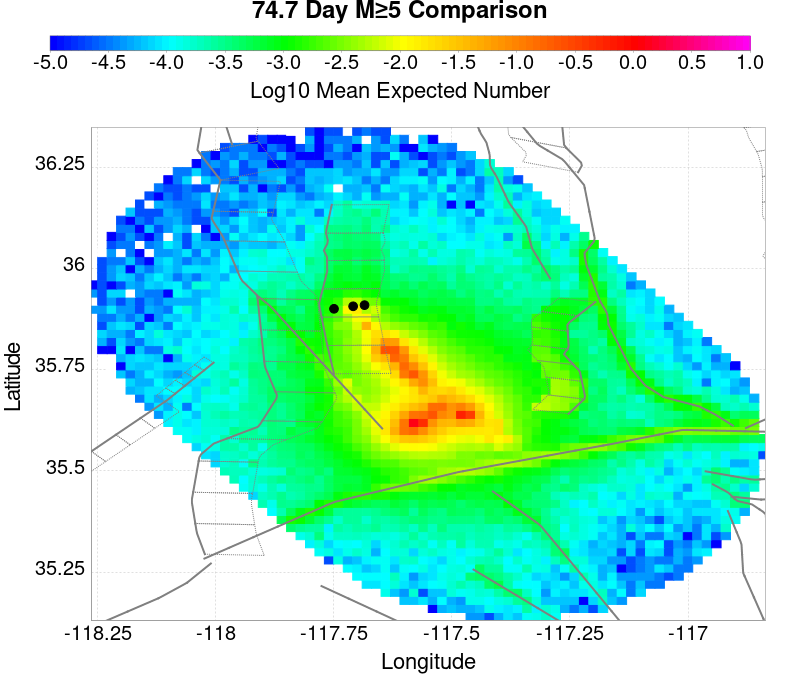 74.7 Day M≥5 Comparison
-5.0 -4.5 -4.0 -3.5 -3.0 -2.5 -2.0 -1.5 -1.0 -0.5 0.0 0.5 1.0
Log10 Mean Expected Number
36.25
36
35.75
35.5
35.25
Latitude
-118.25 -118 -117.75 -117.5 -117.25 -117
Longitude